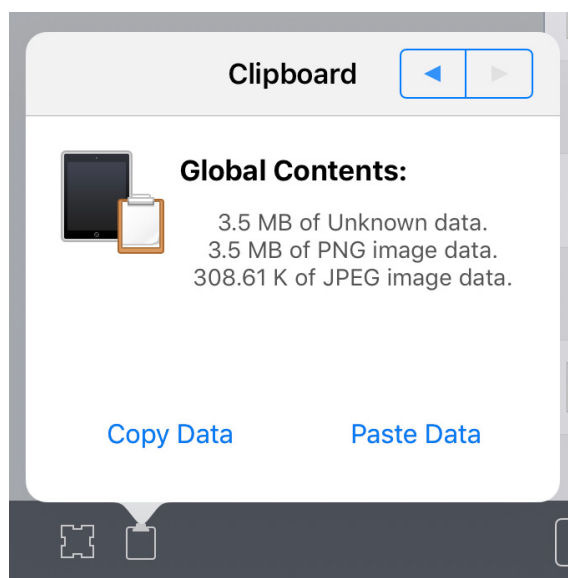 Clipboard
Global Contents:
3.5 MB of Unknown data.
3.5 MB of PNG image data.
308.61 K of JPEG image data.
Copy Data
Paste Data